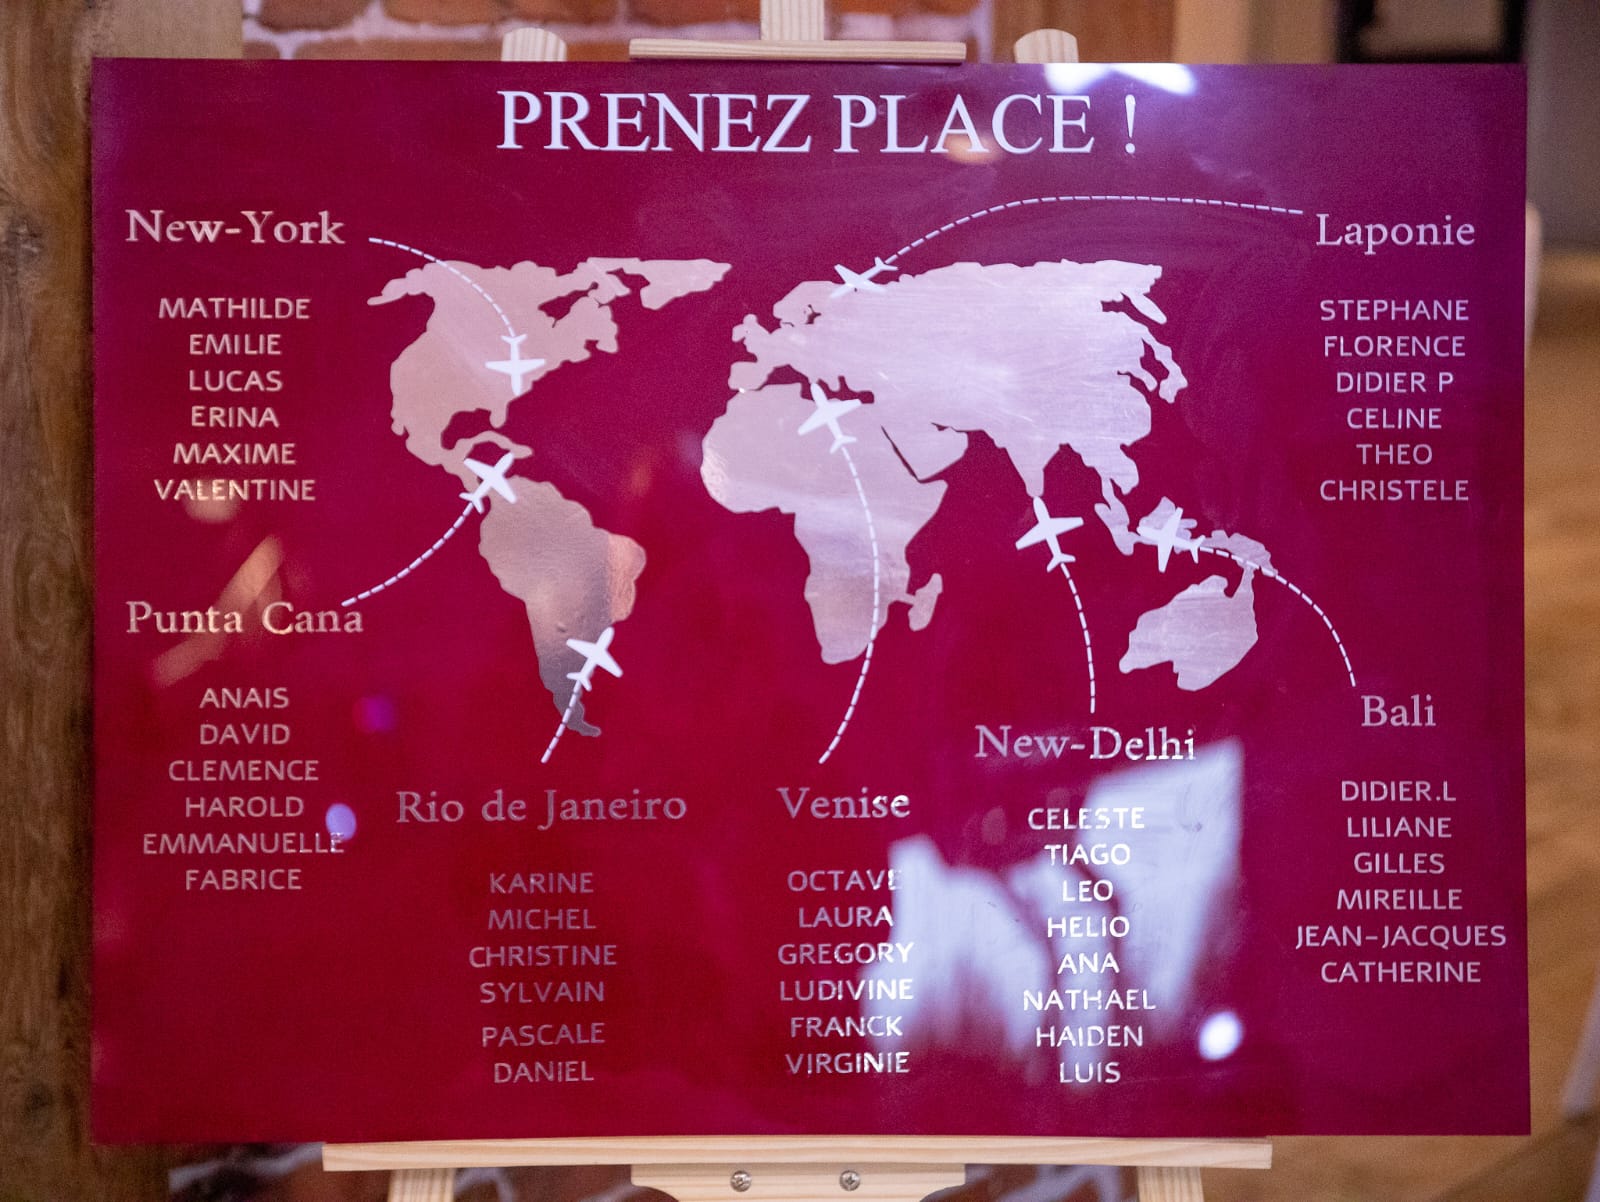 PRENEZ PLACE !
New-York
MATHILDE
EMILIE
LUCAS
ERINA
MAXIME
VALENTINE
Punta Cana
ANAIS
DAVID
CLEMENCE
HAROLD
EMMANUELLE
FABRICE
Rio de Janeiro
KARINE
MICHEL
CHRISTINE
SYLVAIN
PASCALE
DANIEL
Venise
OCTAVE
LAURA
GREGORY
LUDIVINE
FRANCK
VIRGINIE
New-Delhi
CELESTE
TIAGO
LEO
HELIO
ANA
NATHAEL
HAIDEN
LUIS
Laponie
STEPHANE
FLORENCE
DIDIER P
CELINE
THEO
CHRISTELE
Bali
DIDIER.L
LILIANE
GILLES
MIREILLE
JEAN-JACQUES
CATHERINE